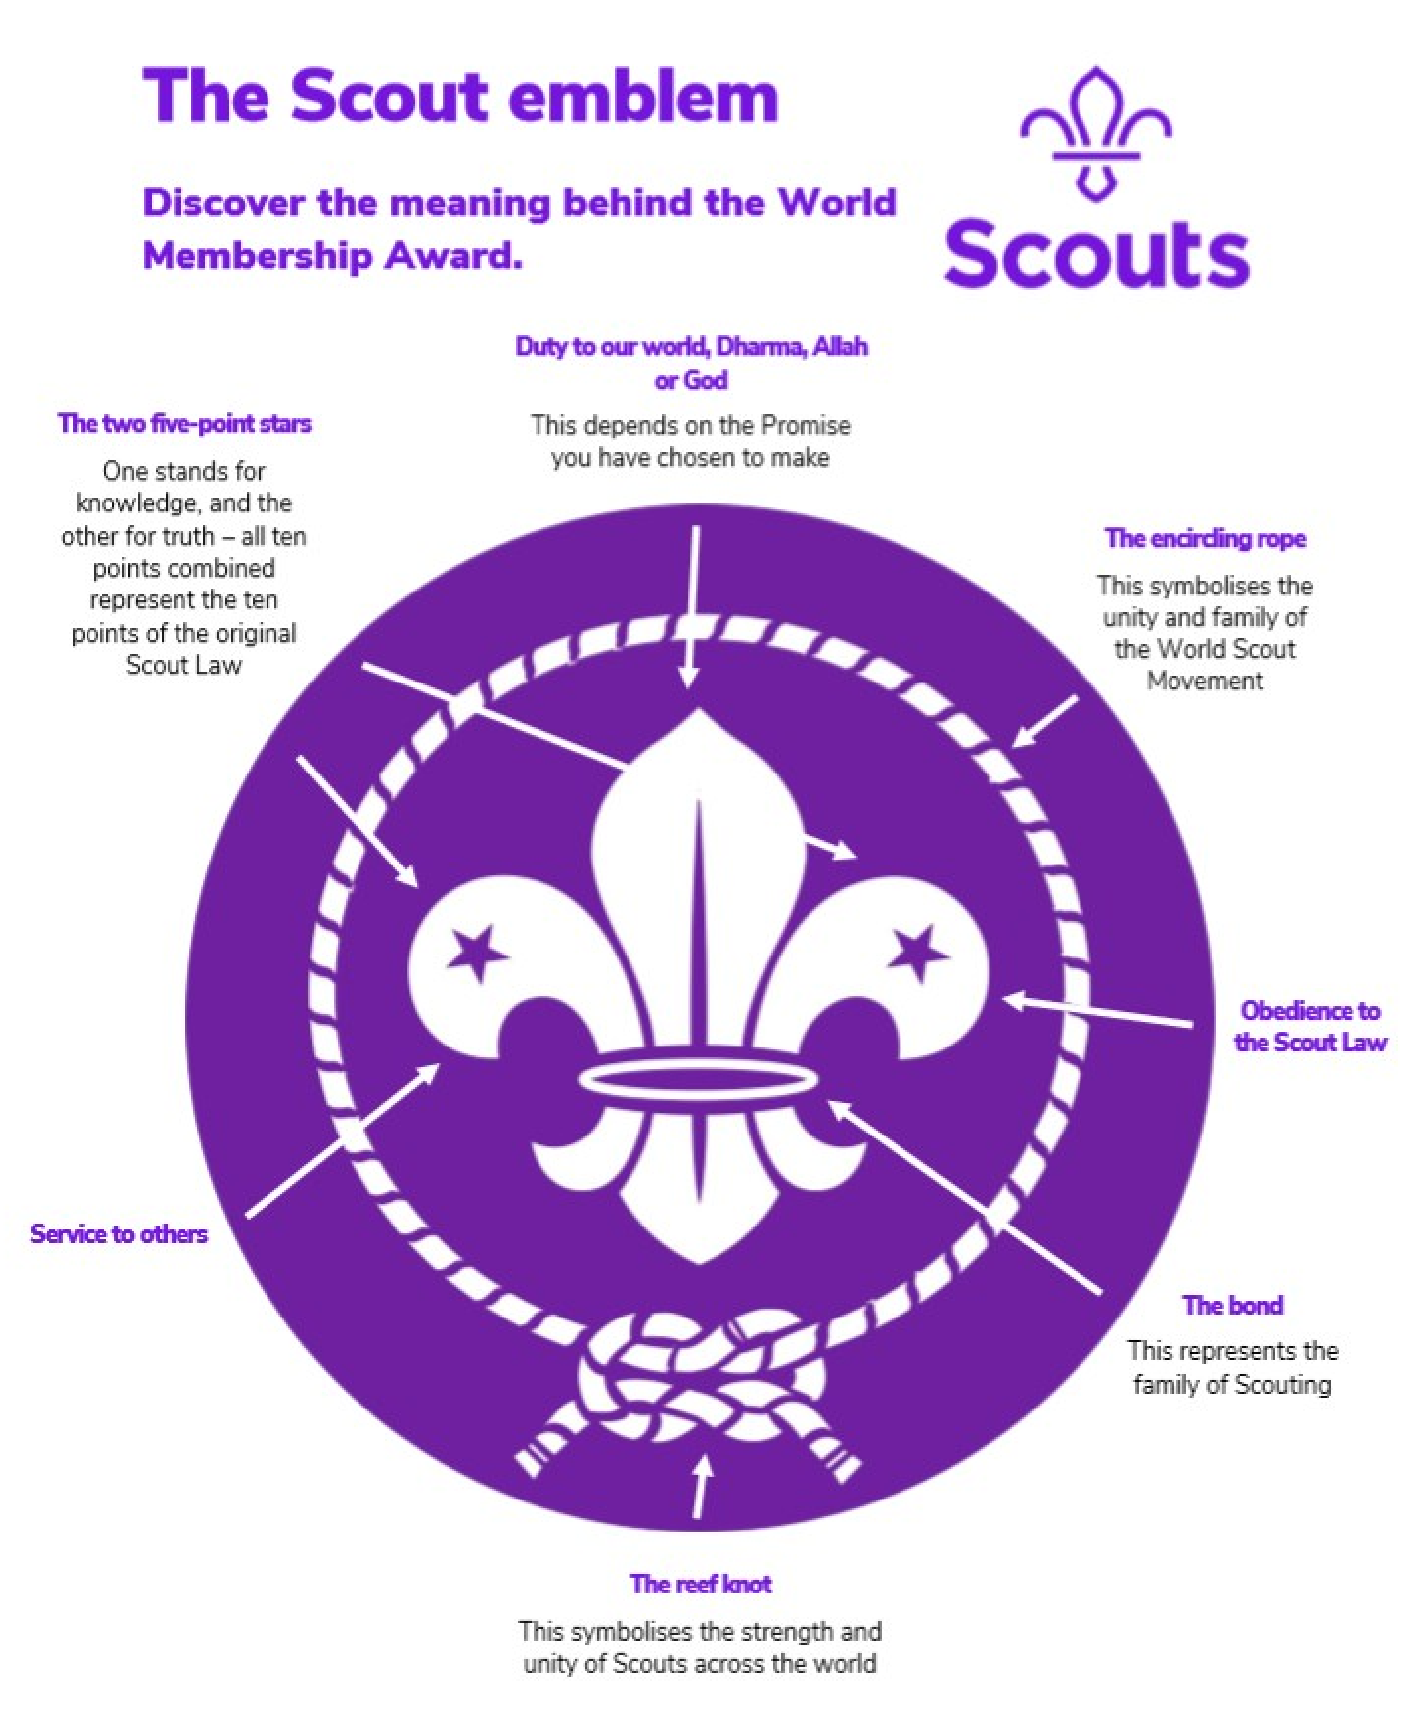 The Scout emblem
Discover the meaning behind the World
Membership Award.
Scouts
Duty to our world, Dharma, Allah
or God
This depends on the Promise
you have chosen to make
The two five-point stars
One stands for
knowledge, and the
other for truth – all ten
points combined
represent the ten
points of the original
Scout Law
The encircling rope
This symbolises the
unity and family of
the World Scout
Movement
Obedience to
the Scout Law
Service to others
The bond
This represents the
family of Scouting
The reef knot
This symbolises the strength and
unity of Scouts across the world